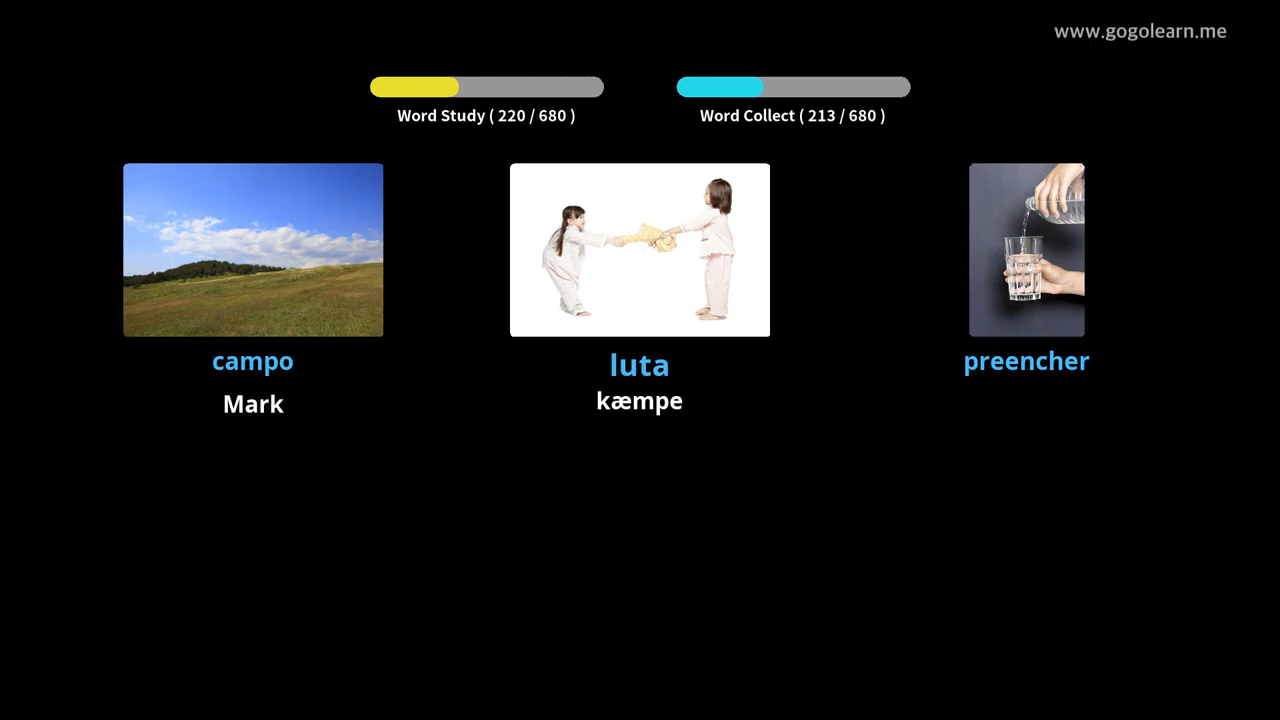 www.gogolearn.me
Word Study ( 220 / 680 )
Word Collect ( 213 / 680 )
campo
luta
preencher
Mark
kæmpe